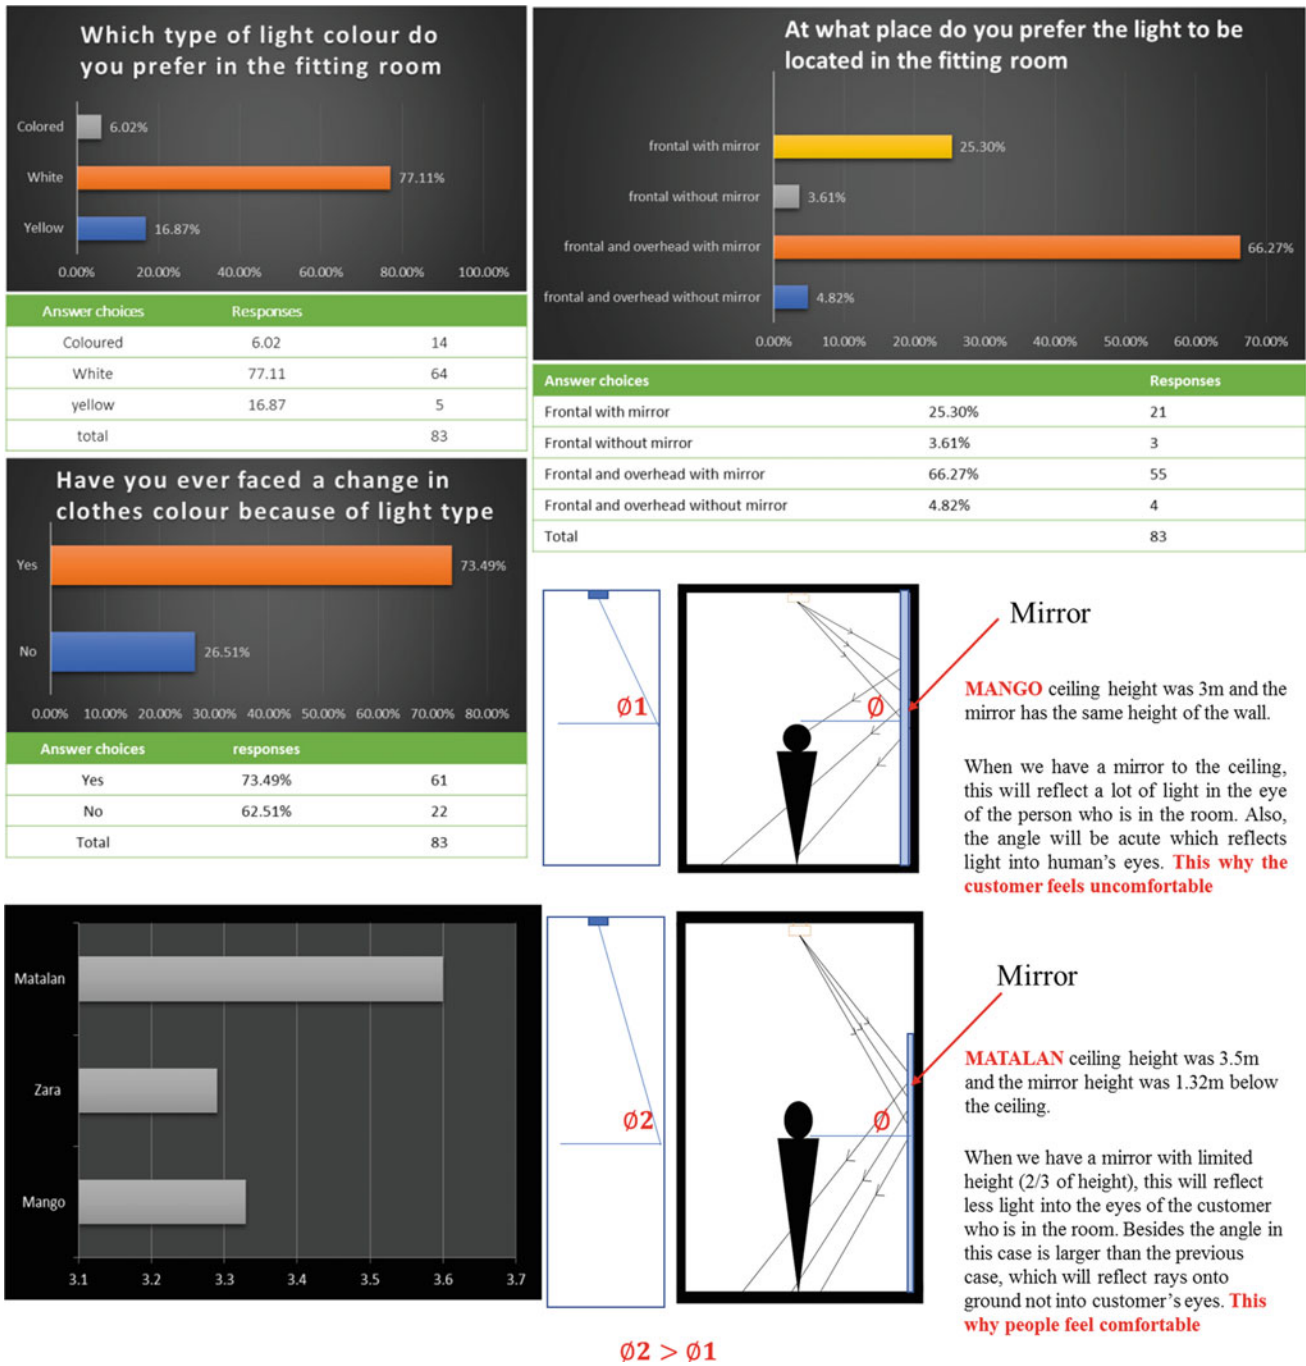 Which type of light colour do
you prefer in the fitting room
Colored
6.02%
White
77.11%
Yellow
16.87%
0.00% 20.00% 40.00% 60.00% 80.00% 100.00%
Answer choices Responses
Coloured 6.02 14
White 77.11 64
yellow 16.87 5
total 83
Have you ever faced a change in
clothes colour because of light type
Yes
73.49%
No
26.51%
0.00% 10.00% 20.00% 30.00% 40.00% 50.00% 60.00% 70.00% 80.00%
Answer choices responses
Yes 73.49% 61
No 62.51% 22
Total 83
At what place do you prefer the light to be
located in the fitting room
frontal with mirror
25.30%
frontal without mirror
3.61%
frontal and overhead with mirror
66.27%
frontal and overhead without mirror
4.82%
0.00% 10.00% 20.00% 30.00% 40.00% 50.00% 60.00% 70.00%
Answer choices Responses
Frontal with mirror 25.30% 21
Frontal without mirror 3.61% 3
Frontal and overhead with mirror 66.27% 55
Frontal and overhead without mirror 4.82% 4
Total 83
Ø1
Ø
Mirror
MANGO ceiling height was 3m and the
mirror has the same height of the wall.
When we have a mirror to the ceiling,
this will reflect a lot of light in the eye
of the person who is in the room. Also,
the angle will be acute which reflects
light into human's eyes. This why the
customer feels uncomfortable
Matalan
Zara
Mango
3.1 3.2 3.3 3.4 3.5 3.6 3.7
Ø2
Ø
Mirror
MATALAN ceiling height was 3.5m
and the mirror height was 1.32m below
the ceiling.
When we have a mirror with limited
height (2/3 of height), this will reflect
less light into the eyes of the customer
who is in the room. Besides the angle in
this case is larger than the previous
case, which will reflect rays onto
ground not into customer's eyes. This
why people feel comfortable
Ø2 > Ø1